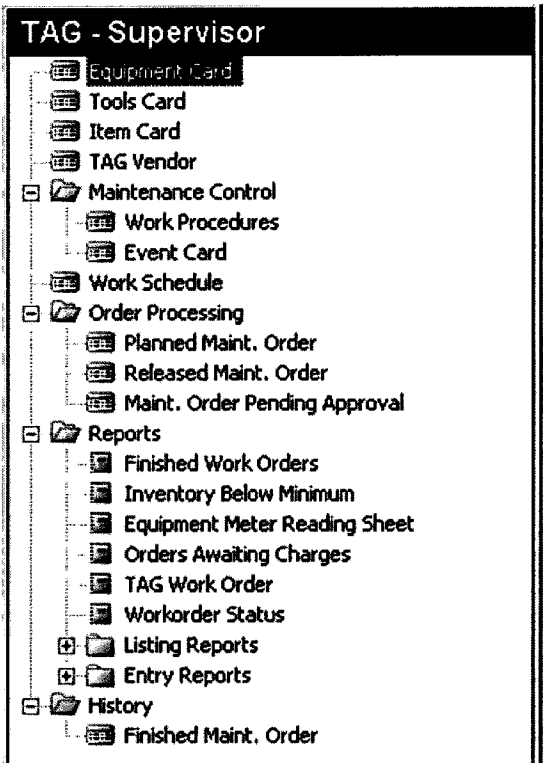 TAG - Supervisor
Equipment Card
Tools Card
Item Card
TAG Vendor
Maintenance Control
Work Procedures
Event Card
Work Schedule
Order Processing
Planned Maint. Order
Released Maint. Order
Maint. Order Pending Approval
Reports
Finished Work Orders
Inventory Below Minimum
Equipment Meter Reading Sheet
Orders Awaiting Charges
TAG Work Order
Workorder Status
Listing Reports
Entry Reports
History
Finished Maint. Order